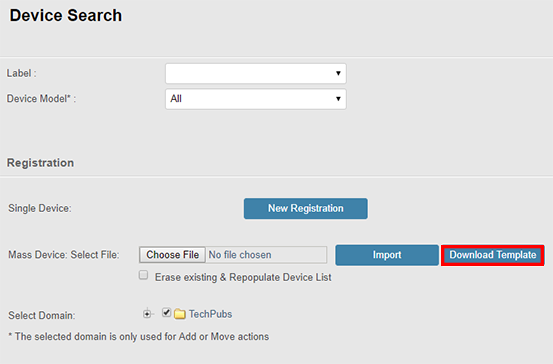 Device Search
Label :
Device Model* :
All
Registration
Single Device:
New Registration
Mass Device: Select File:
Choose File No file chosen
Import
Download Template
Erase existing & Repopulate Device List
Select Domain:
TechPubs
* The selected domain is only used for Add or Move actions